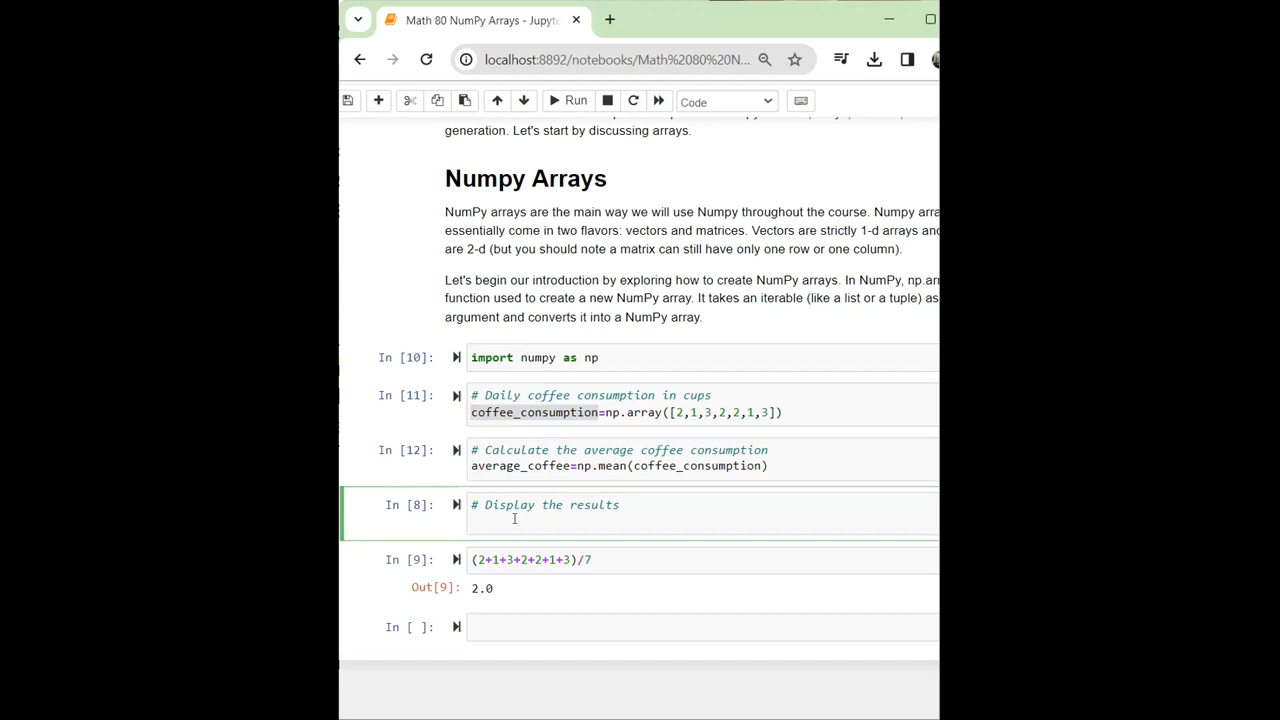 Math 80 NumPy Arrays - Jupyte
localhost:8892/notebooks/Math%2080%20N...
Run
Code
generation. Let's start by discussing arrays.
Numpy Arrays
NumPy arrays are the main way we will use Numpy throughout the course. Numpy arra
essentially come in two flavors: vectors and matrices. Vectors are strictly 1-d arrays and
are 2-d (but you should note a matrix can still have only one row or one column).
Let's begin our introduction by exploring how to create NumPy arrays. In NumPy, np.arr
function used to create a new NumPy array. It takes an iterable (like a list or a tuple) as
argument and converts it into a NumPy array.
In [10]: import numpy as np
In [11]: # Daily coffee consumption in cups
coffee_consumption=np.array([2,1,3,2,2,1,3])
In [12]: # Calculate the average coffee consumption
average_coffee=np.mean(coffee_consumption)
In [8]: # Display the results
In [9]: (2+1+3+2+2+1+3)/7
Out[9]: 2.0
In [ ]: